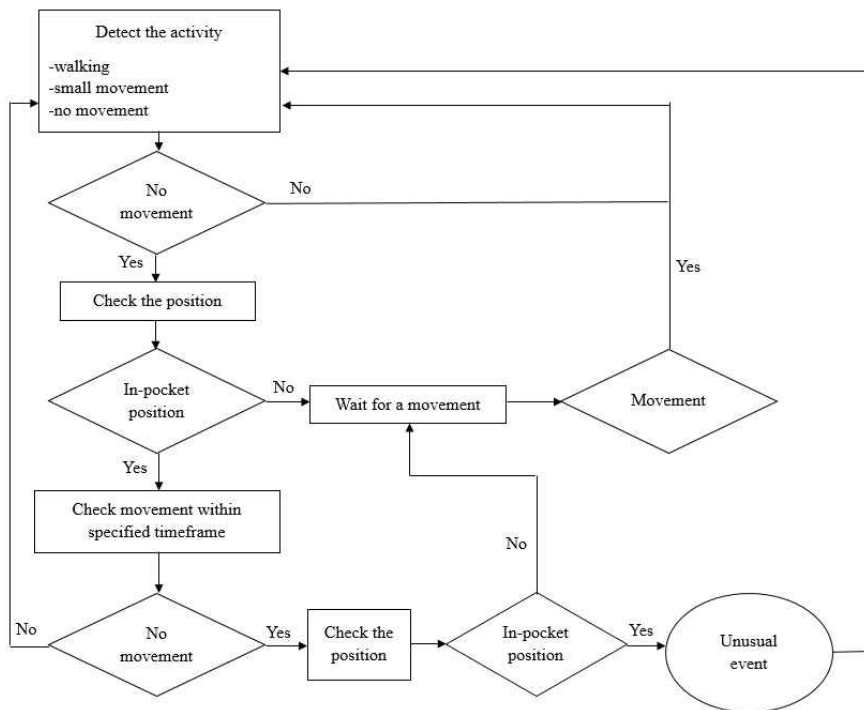 Detect the activity
-walking
-small movement
-no movement
No
movement
No
Yes
Check the position
Yes
In-pocket
position
No
Wait for a movement
Movement
Yes
Check movement within
specified timeframe
No
No
movement
No
Yes
Check the
position
In-pocket
position
Yes
Unusual
event